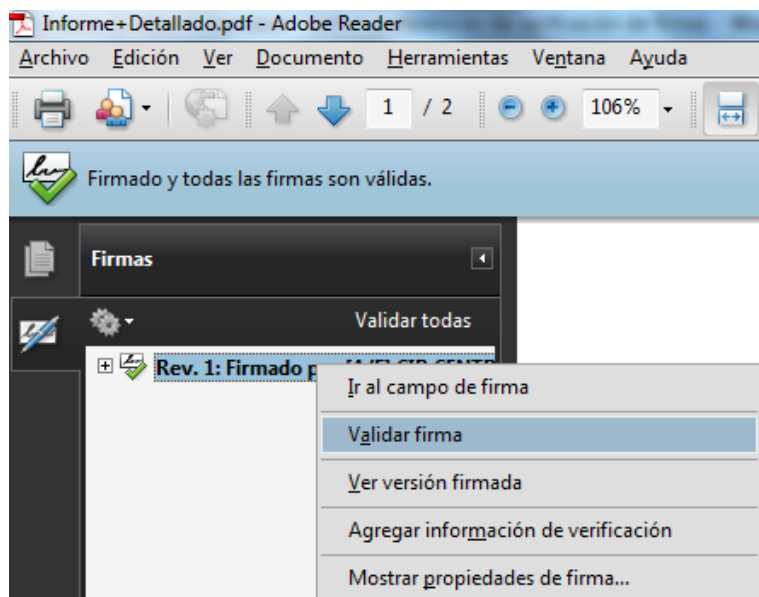 Informe+Detallado.pdf - Adobe Reader
Archivo Edición Ver Documento Herramientas Ventana Ayuda
1 / 2 106%
Firmado y todas las firmas son válidas.
Firmas
Validar todas
Rev. 1: Firmado
Ir al campo de firma
Validar firma
Ver versión firmada
Agregar información de verificación
Mostrar propiedades de firma...